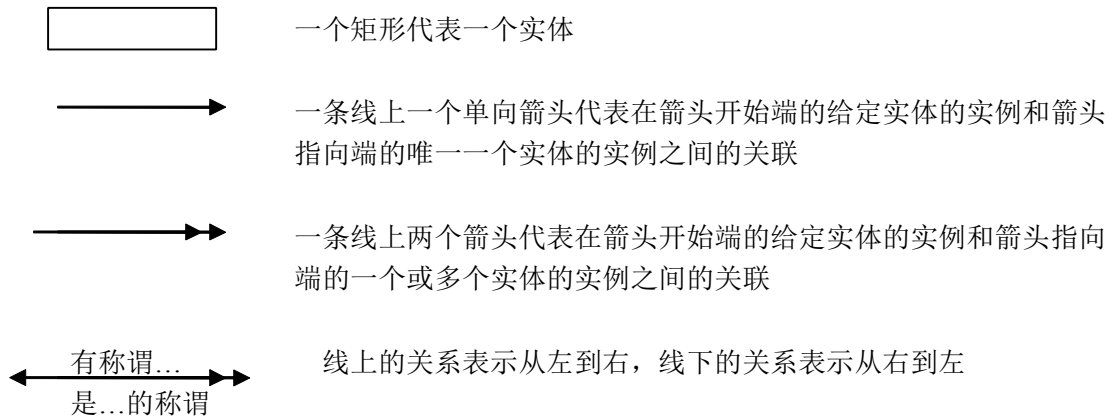 一个矩形代表一个实体
一条线上一个单向箭头代表在箭头开始端的给定实体的实例和箭头
指向端的唯一一个实体的实例之间的关联
一条线上两个箭头代表在箭头开始端的给定实体的实例和箭头指向
端的一个或多个实体的实例之间的关联
有称谓…
线上的关系表示从左到右，线下的关系表示从右到左
是…的称谓